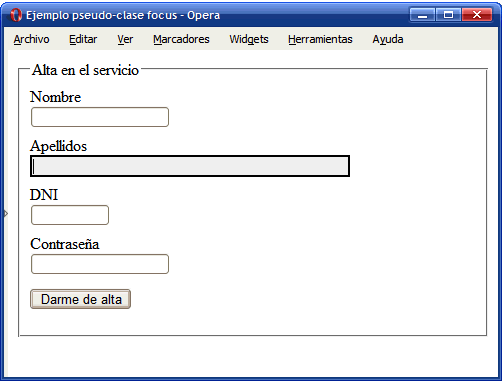 Ejemplo pseudo-clase focus - Opera
Archivo Editar Ver Marcadores Widgets Herramientas Ayuda
Alta en el servicio
Nombre
Apellidos
DNI
Contraseña
Darme de alta